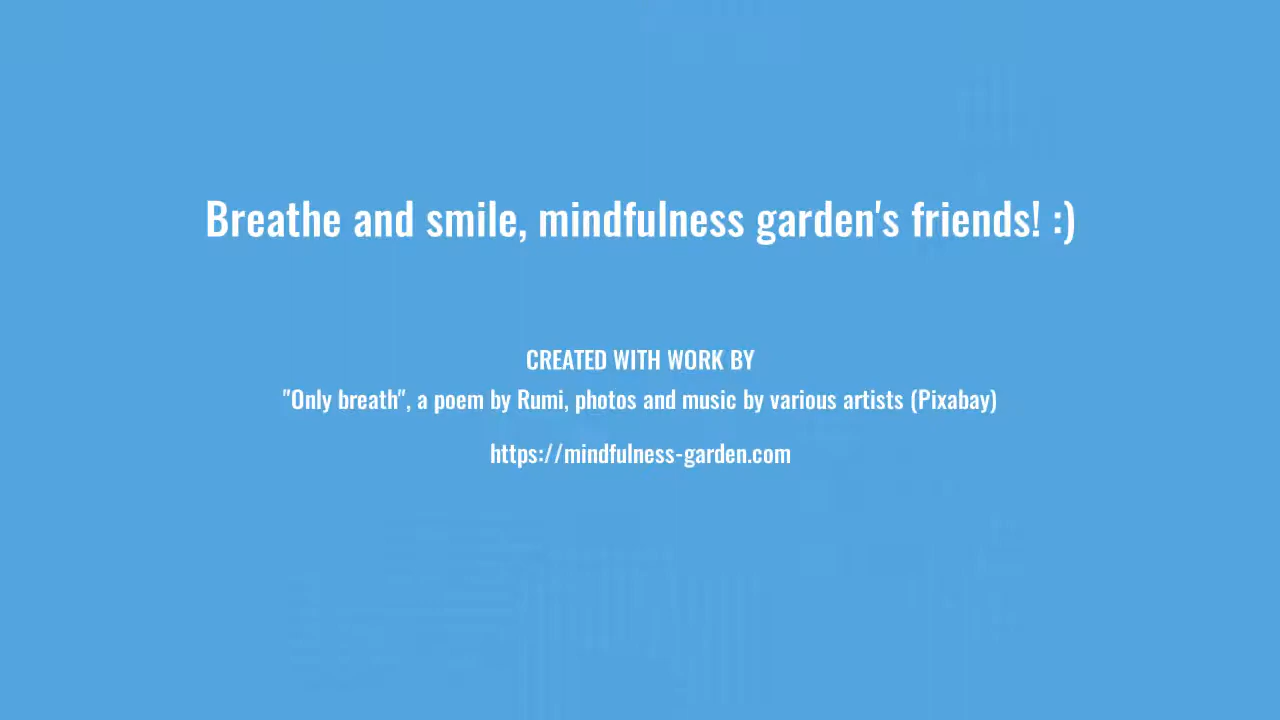 Breathe and smile, mindfulness garden's friends! :)
CREATED WITH WORK BY
"Only breath", a poem by Rumi, photos and music by various artists (Pixabay)
https://mindfulness-garden.com